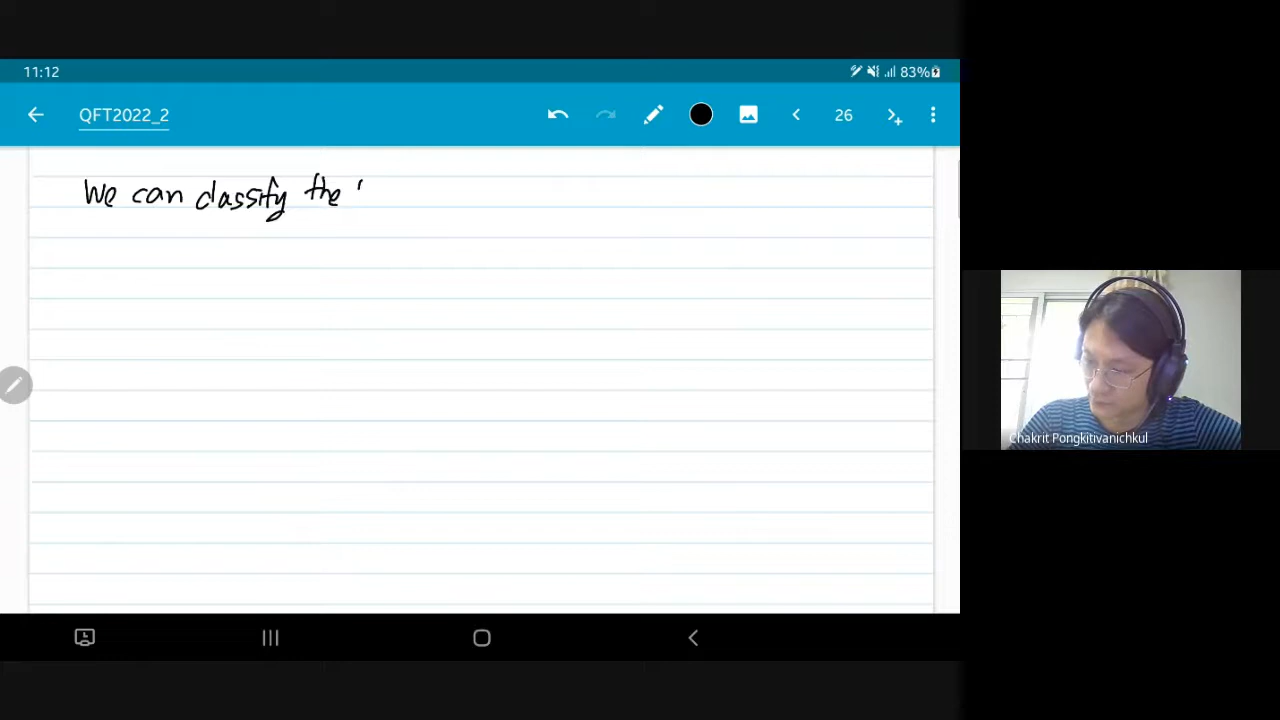 11:12
83%
QFT2022_2
26
We can classify the
Chakrit Pongkitivanichkul